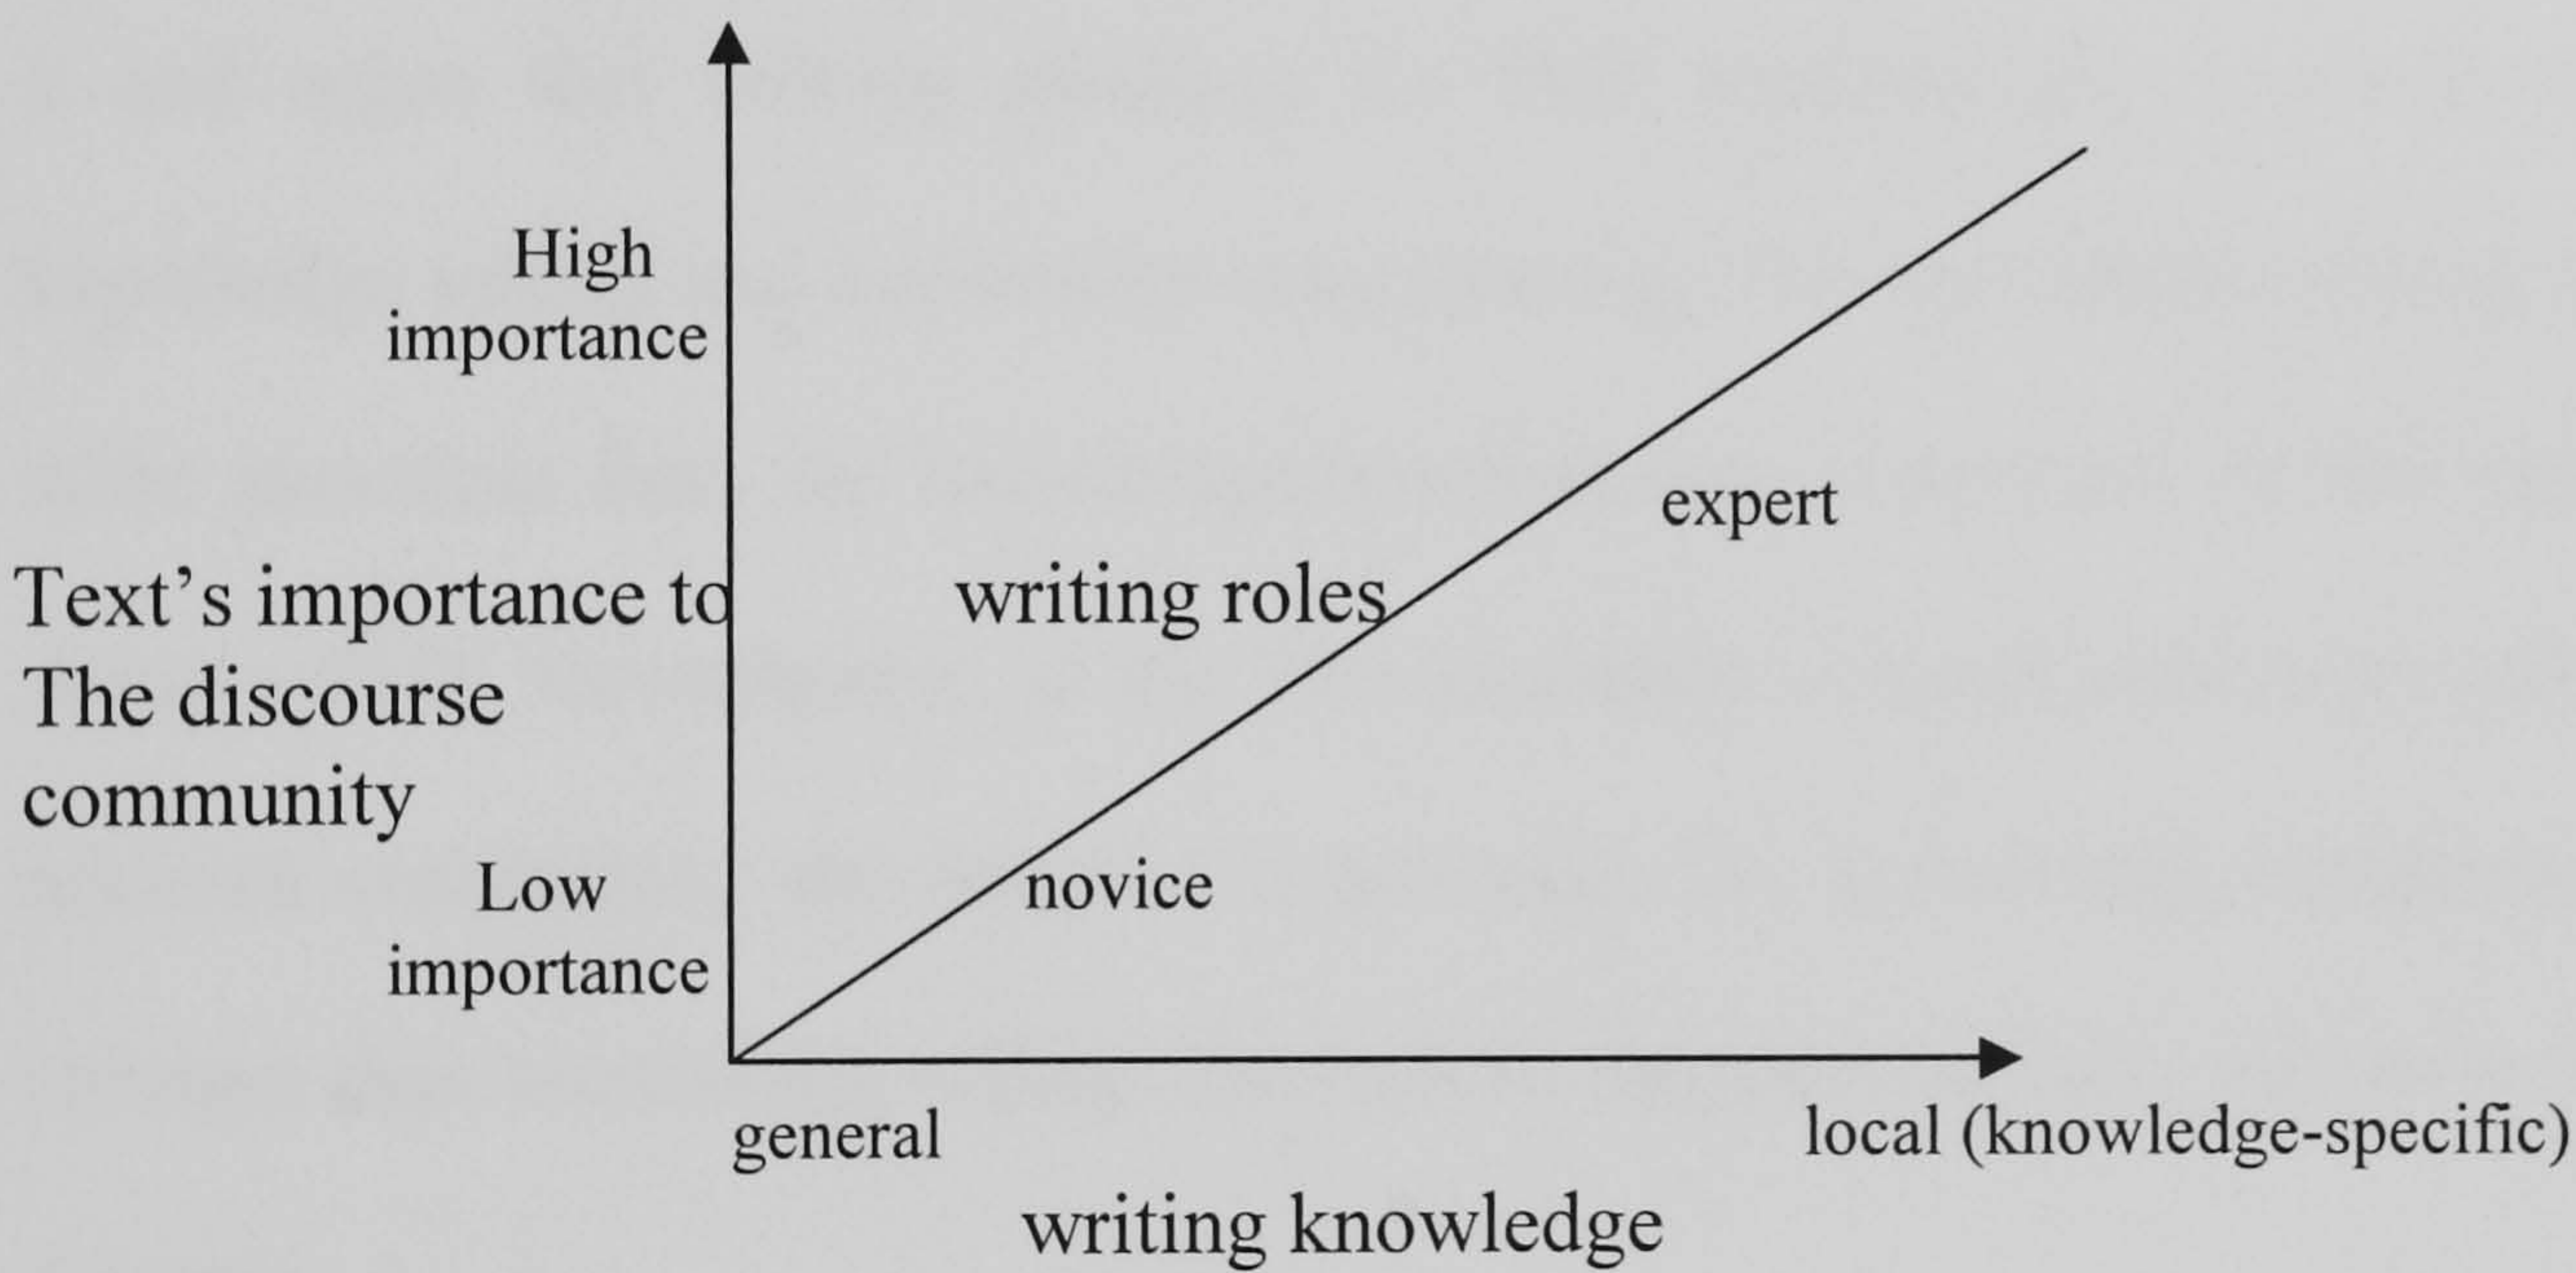 High
importance
expert
writing roles
Text's importance to
The discourse
community
novice
Low
importance
general
local (knowledge-specific)
writing knowledge